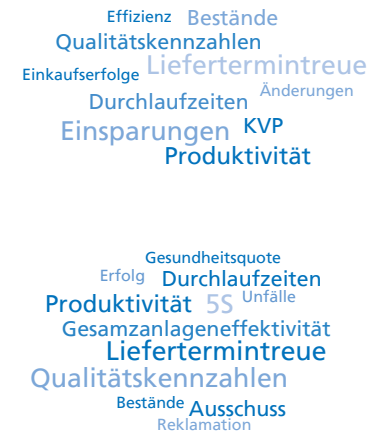 Effizienz Bestände
Qualitätskennzahlen
Einkaufserfolge Liefertermintreue
Durchlaufzeiten Änderungen
Einsparungen KVP
Produktivität
Gesundheitsquote
Erfolg Durchlaufzeiten
Produktivität 5S Unfälle
Gesamzanlageneffektivität
Liefertermintreue
Qualitätskennzahlen
Bestände Ausschuss
Reklamation